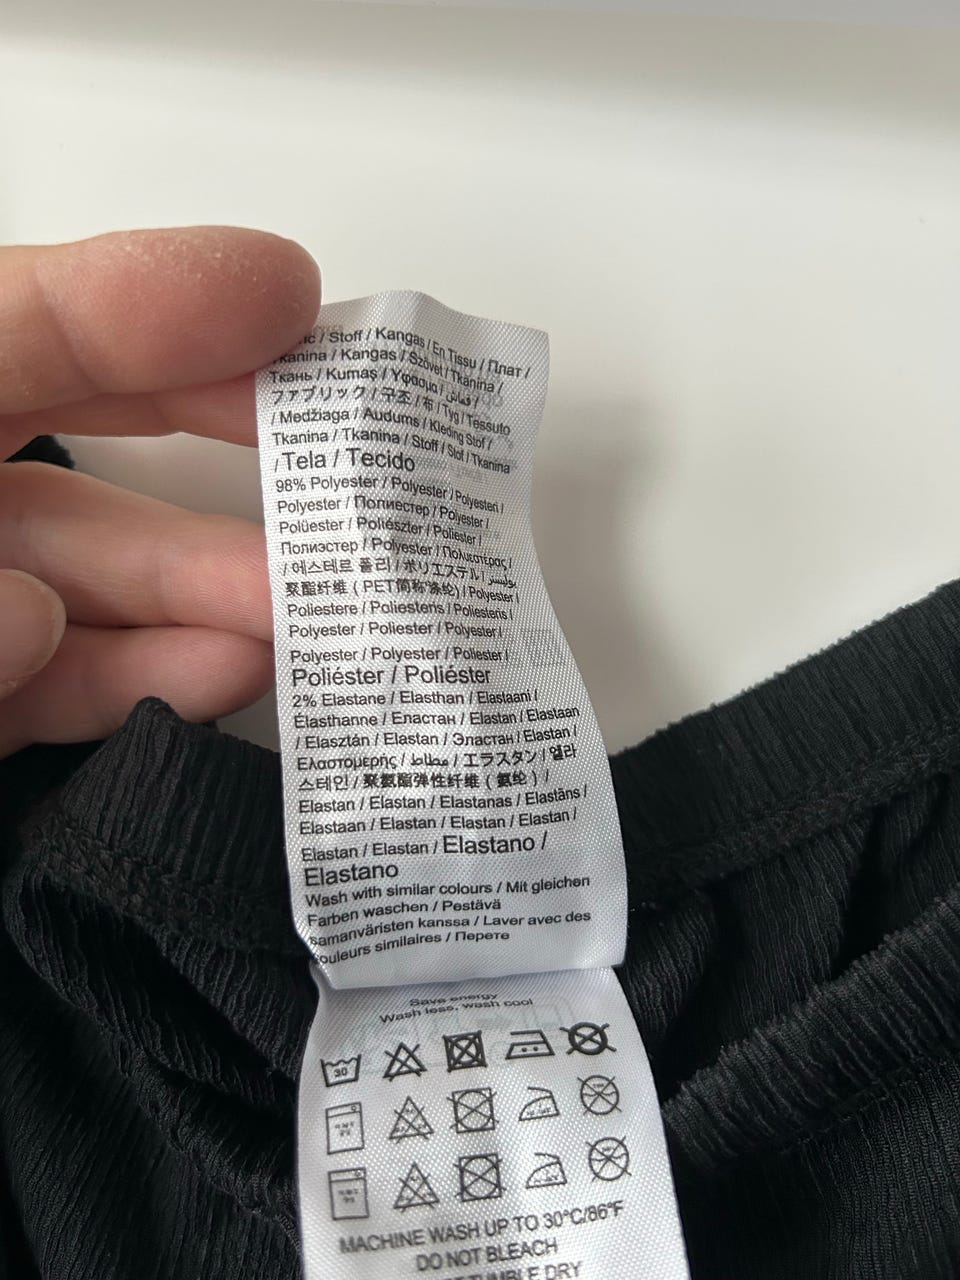 / Stoff / Kangas / En Tissu / Плат /
Tkanina / Kangas / Szövet / Tkanina /
Ткань / Kumaş / Ύφασμα / قماش /
ファブリック / 구조 / 布 / Tyg / Tessuto
/ Medžiaga / Audums / Kleding Stof /
Tkanina / Tkanina / Stoff / Stof / Tkanina
/ Tela / Tecido
98% Polyester / Polyester / Polyesteri /
Polyester / Полиестер / Polyester /
Polüester / Poliészter / Poliester /
Полиэстер / Polyester / Πολυεστέρας /
/ 에스테르 폴리 / ポリエステル / بوليستر
聚酯纤维 ( PET简称涤纶) / Polyester /
Poliestere / Poliesteris / Poliesteris /
Polyester / Poliester / Polyester /
Polyester / Polyester / Poliester /
Poliéster / Poliéster
2% Elastane / Elasthan / Elastaani /
Élasthanne / Еластан / Elastan / Elastaan
/ Elasztán / Elastan / Эластан / Elastan /
Ελαστομερης / مطاط / エラスタン / 엘라
스테인 / 聚氨酯弹性纤维 ( 氨纶 ) /
Elastan / Elastan / Elastanas / Elastāns /
Elastaan / Elastan / Elastan / Elastan /
Elastan / Elastan / Elastano /
Elastano
Wash with similar colours / Mit gleichen
Farben waschen / Pestävä
samanväristen kanssa / Laver avec des
couleurs similaires / Перете
Save energy
Wash less, wash cool
30
MACHINE WASH UP TO 30°C/86°F
DO NOT BLEACH
TUMBLE DRY